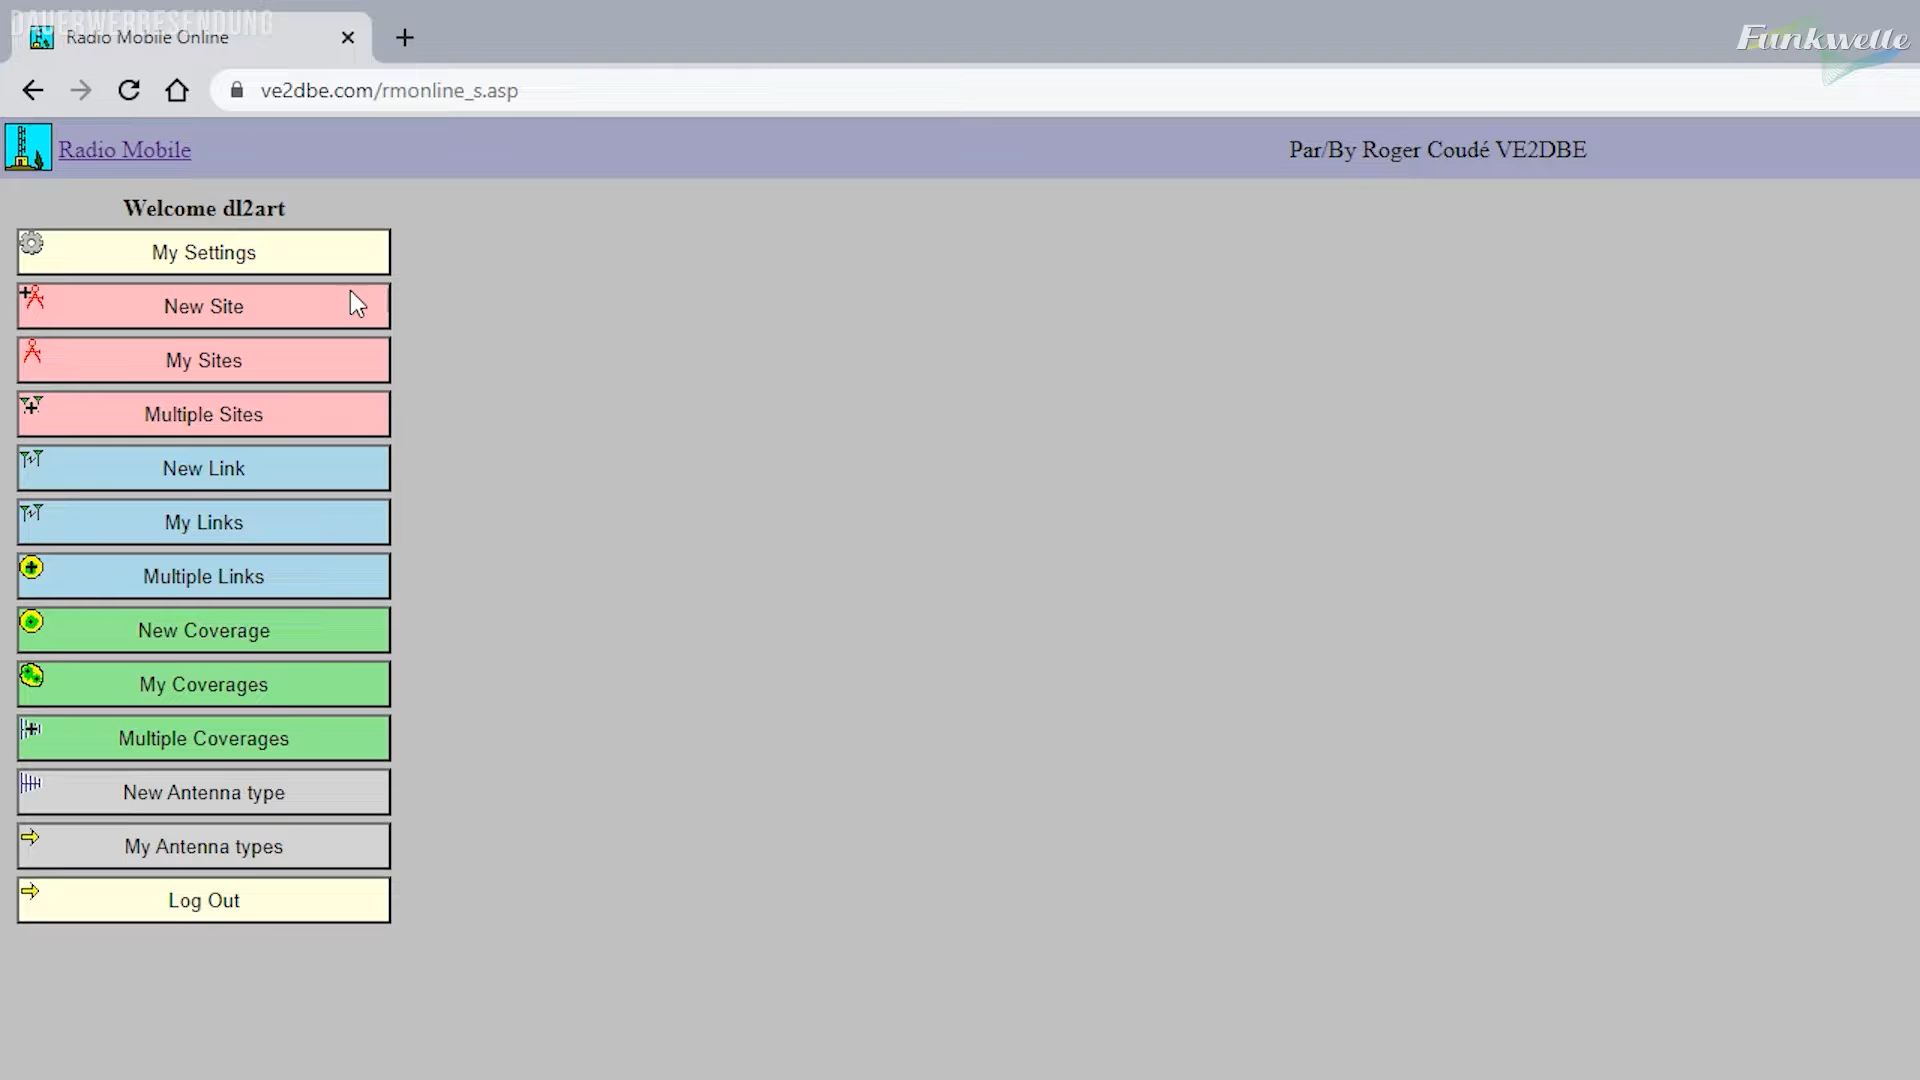 DAUERWERBESENDUNG
Radio Mobile Online
Funkwelle
ve2dbe.com/rmonline_s.asp
Radio Mobile
Par/By Roger Coudé VE2DBE
Welcome dl2art
My Settings
New Site
My Sites
Multiple Sites
New Link
My Links
Multiple Links
New Coverage
My Coverages
Multiple Coverages
New Antenna type
My Antenna types
Log Out